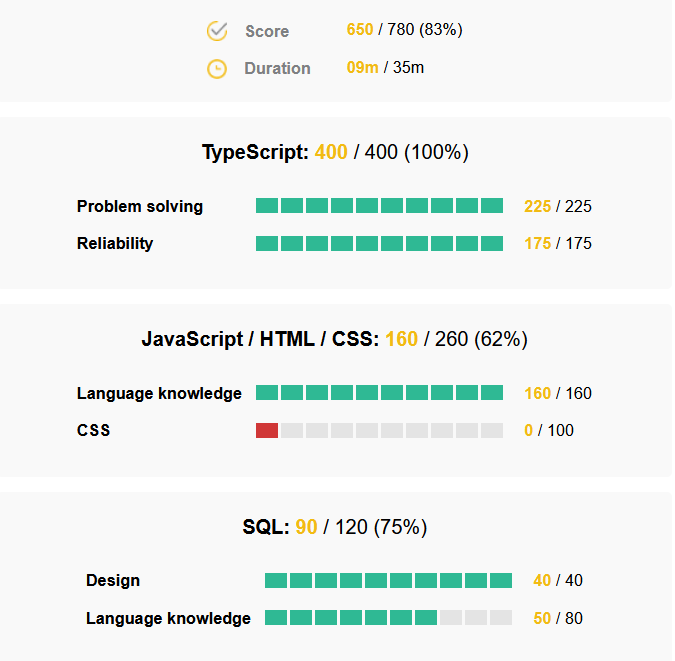 Score 650 / 780 (83%)
Duration 09m / 35m
TypeScript: 400 / 400 (100%)
Problem solving 225 / 225
Reliability 175 / 175
JavaScript / HTML / CSS: 160 / 260 (62%)
Language knowledge 160 / 160
CSS 0 / 100
SQL: 90 / 120 (75%)
Design 40 / 40
Language knowledge 50 / 80